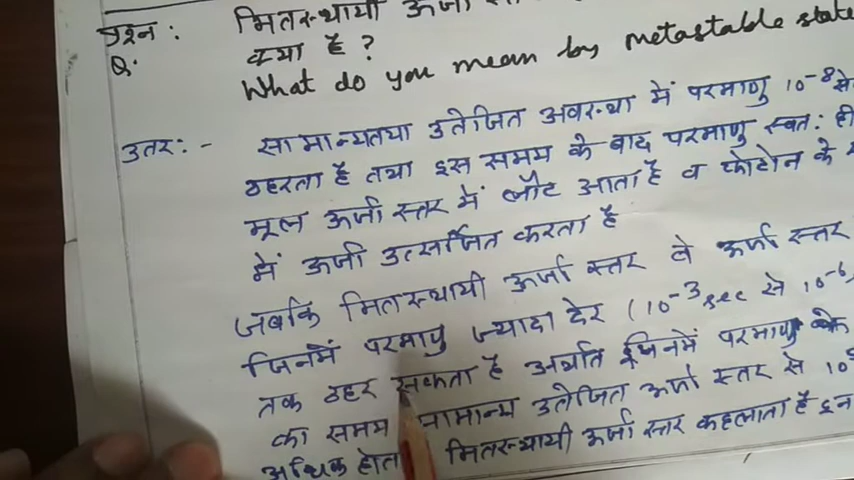 प्रश्न : मितस्थायी ऊर्जा
क्या है ?
Q. What do you mean by metastable state
उतर : - सामान्यतया उतेजित अवस्था में परमाणु 10⁻⁸ से
ठहरता है तथा इस समय के बाद परमाणु स्वत: ही
मूल ऊर्जा स्तर में लौट आता है व फोटोन के
में ऊर्जा उत्सर्जित करता है
जबकि मितस्थायी ऊर्जा स्तर वे ऊर्जा स्तर
जिनमें परमाणु ज्यादा देर (10⁻³ sec से 10⁻⁶
तक ठहर सकता है अर्थात जिनमें परमाणु के
का समय सामान्य उतेजित ऊर्जा स्तर से
अधिक होता मितस्थायी ऊर्जा स्तर कहलाता है इन